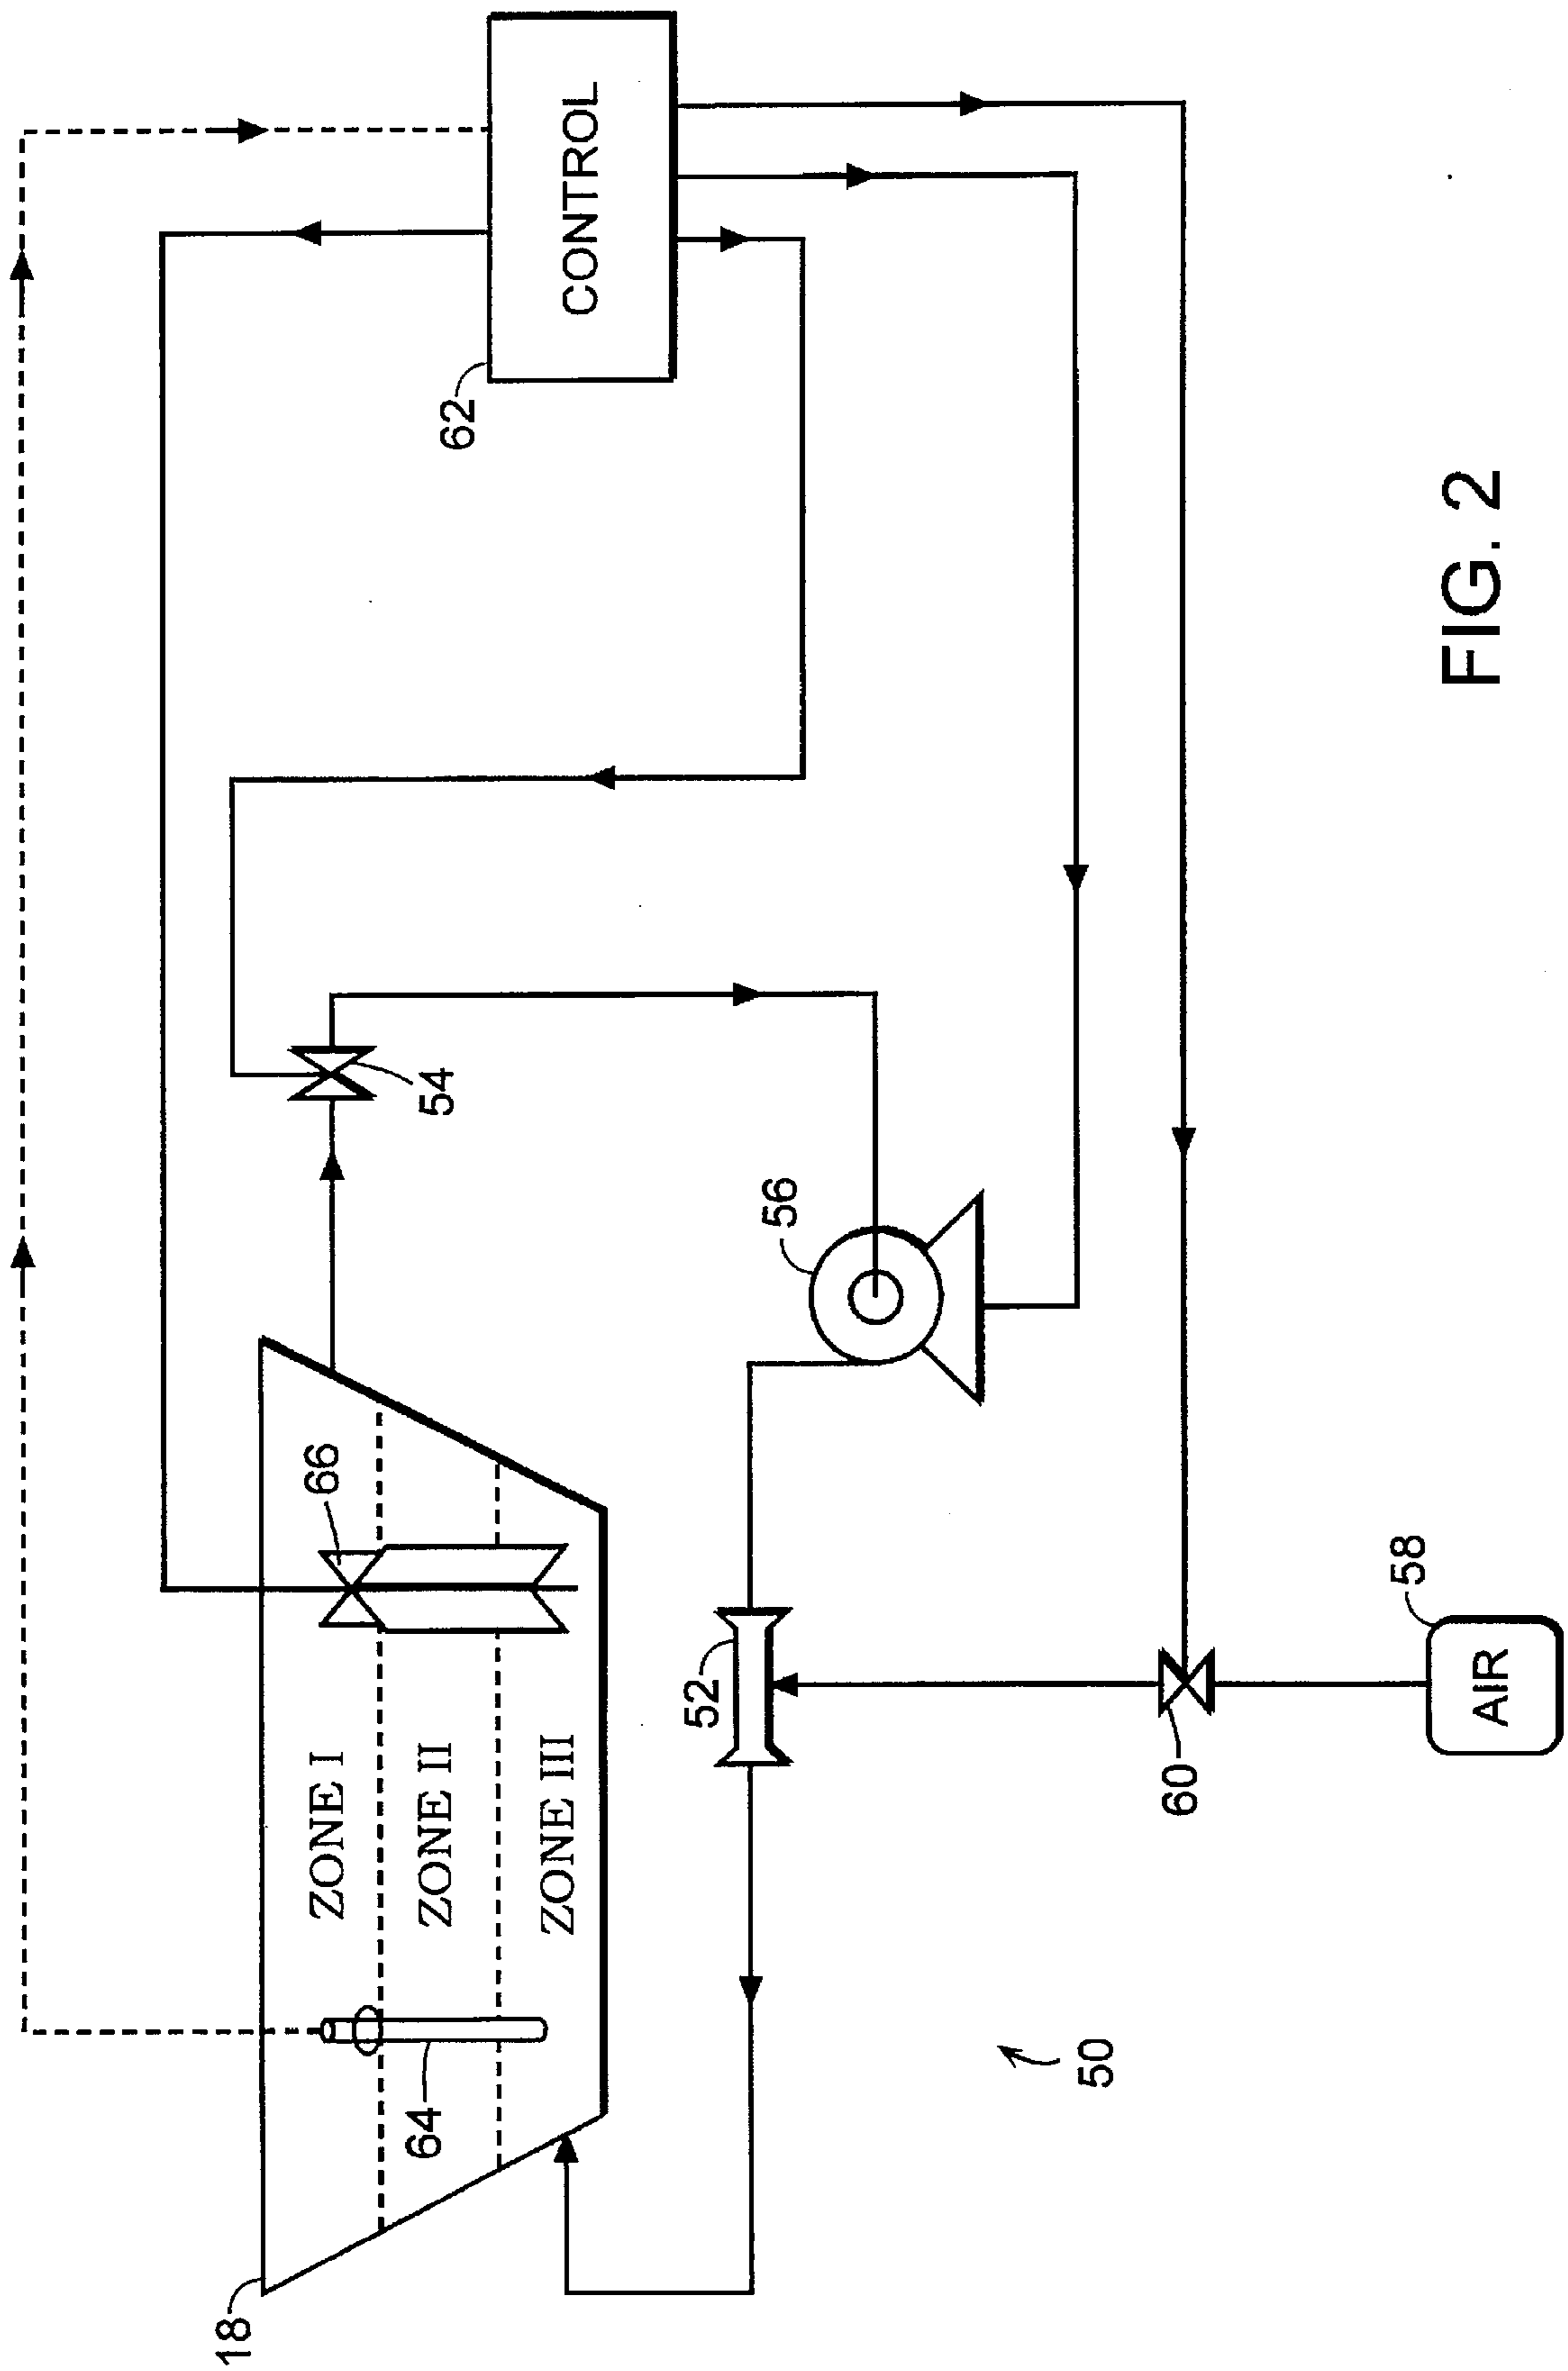 18
64
66
ZONE I
ZONE II
ZONE III
54
62
CONTROL
52
56
50
60
58
AIR
FIG. 2